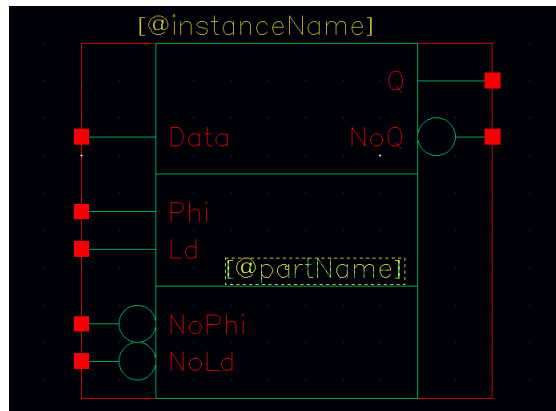 [@instanceName]
Q
Data NoQ
Phi
Ld
[@partName]
NoPhi
NoLd